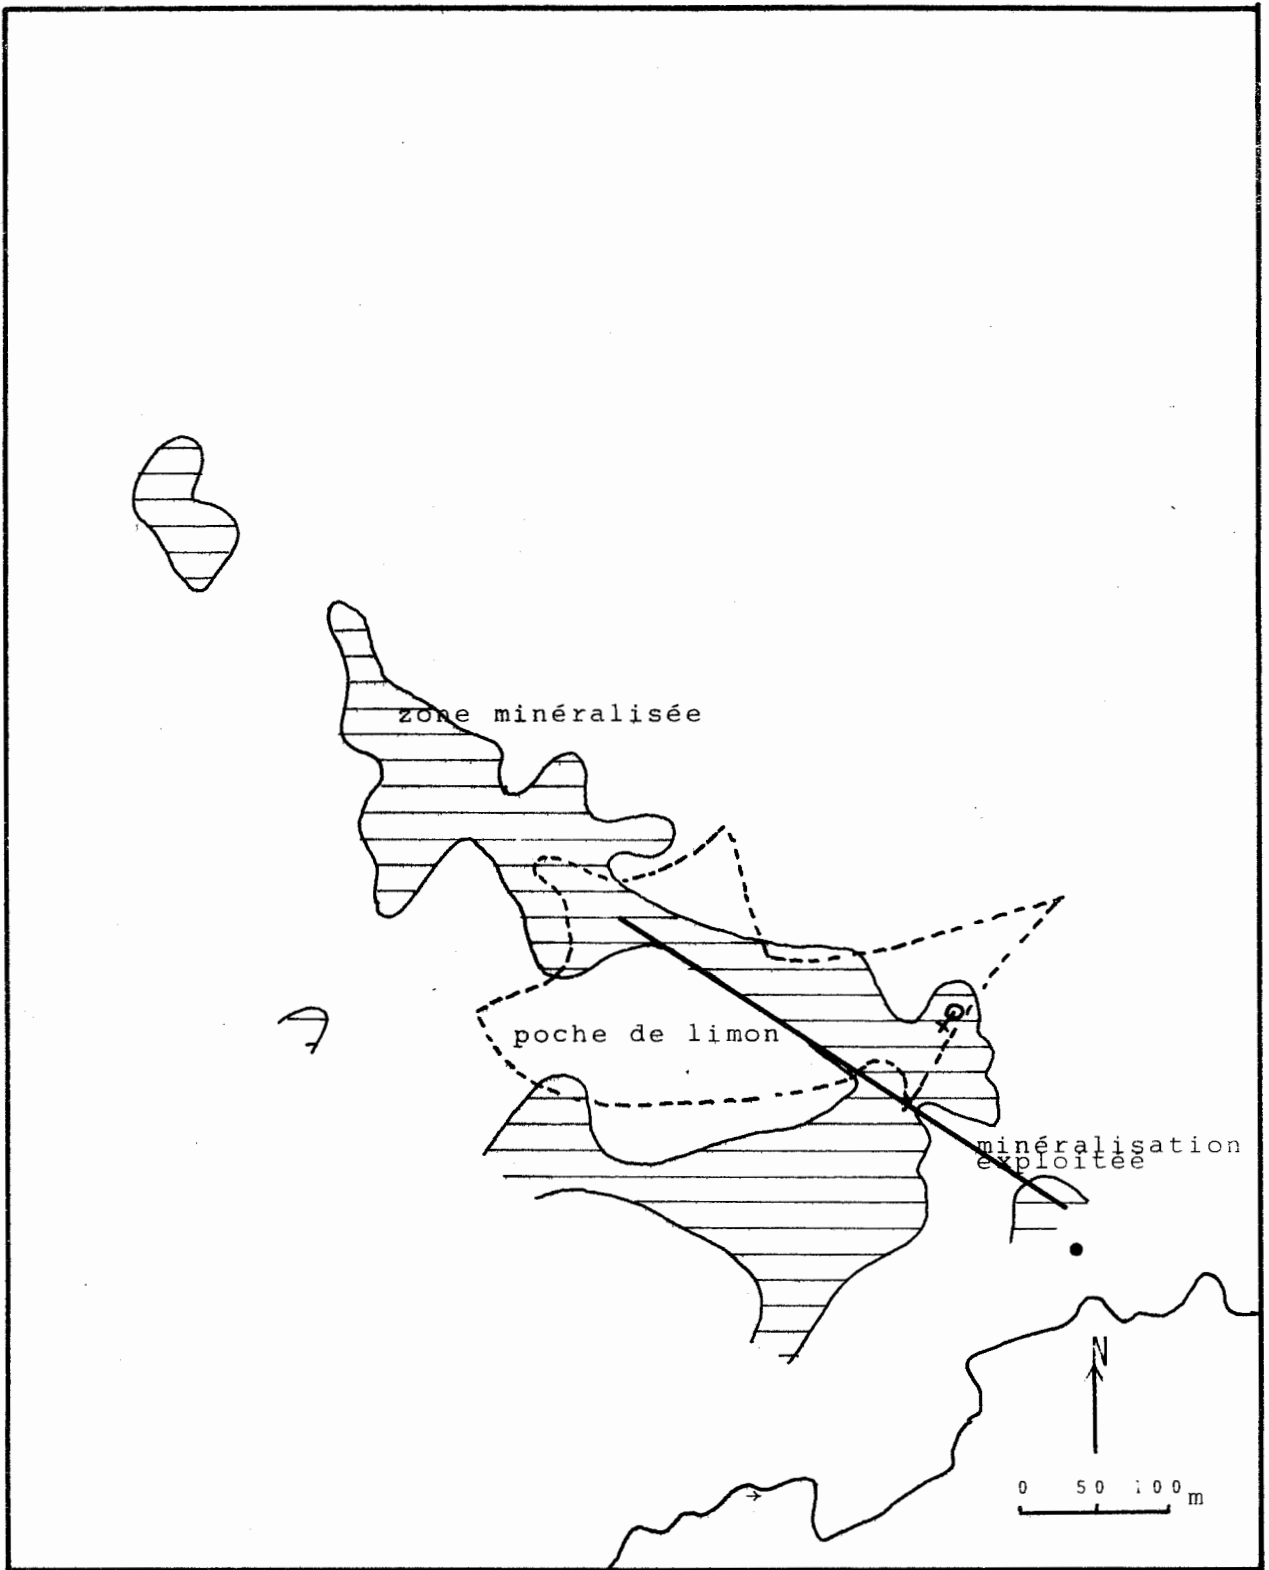 zone minéralisée
poche de limon
minéralisation
exploitée
N
0 50 100 m